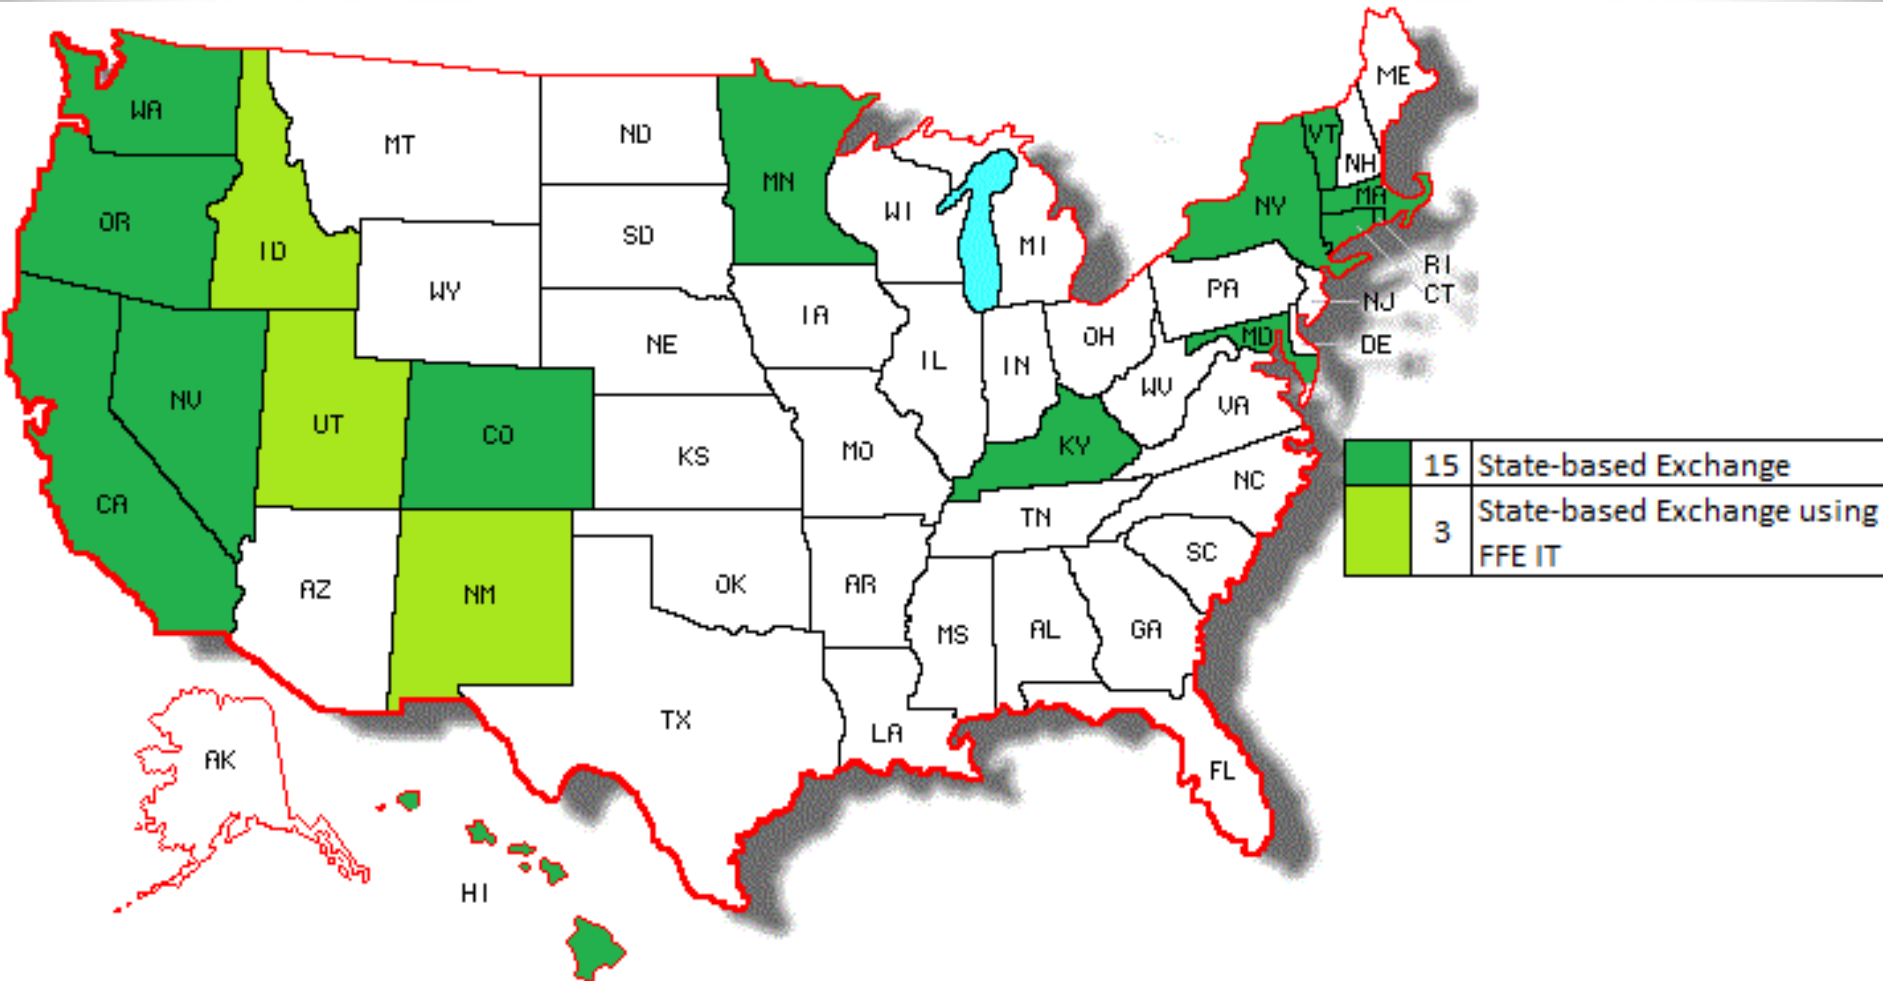 ME
WA
VT
ND
MT
NH
MN
MA
NY
WI
OR
SD
MI
ID
RI
PA
WY
CT
NJ
IA
MD
OH
NE
DE
IL
IN
WV
NV
VA
UT
CO
KY
MO
KS
15 State-based Exchange
NC
CA
TN
State-based Exchange using
3
FFE IT
SC
OK
AR
AZ
NM
GA
AL
MS
TX
LA
AK
FL
HI